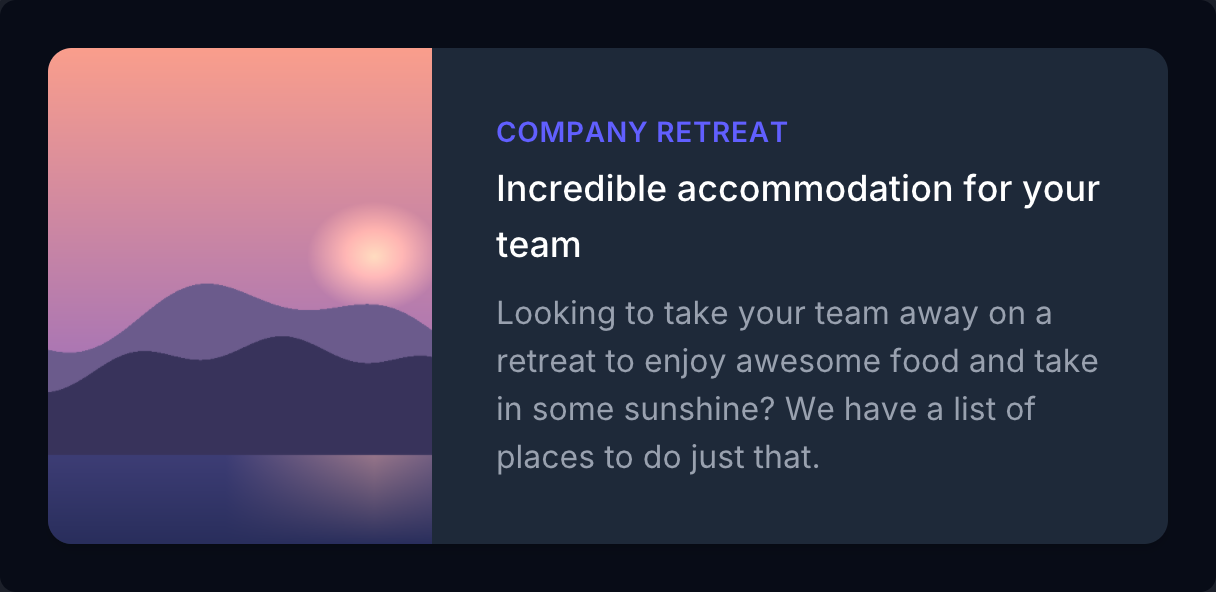 COMPANY RETREAT
Incredible accommodation for your
team
Looking to take your team away on a
retreat to enjoy awesome food and take
in some sunshine? We have a list of
places to do just that.